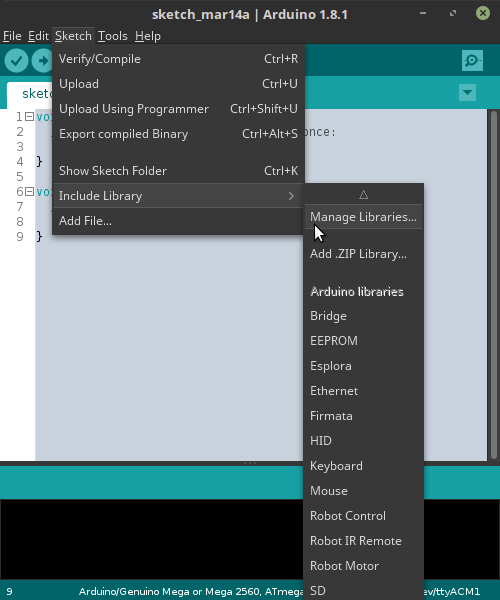 sketch_mar14a | Arduino 1.8.1
File Edit Sketch Tools Help
Verify/Compile Ctrl+R
Upload Ctrl+U
Upload Using Programmer Ctrl+Shift+U
Export compiled Binary Ctrl+Alt+S
Show Sketch Folder Ctrl+K
Include Library
Add File...
Manage Libraries...
Add .ZIP Library...
Arduino libraries
Bridge
EEPROM
Esplora
Ethernet
Firmata
HID
Keyboard
Mouse
Robot Control
Robot IR Remote
Robot Motor
SD
1 vo
2 once:
3
4 }
5
6 vo
7
8
9 }
9 Arduino/Genuino Mega or Mega 2560, ATmega ev/ttyACM1